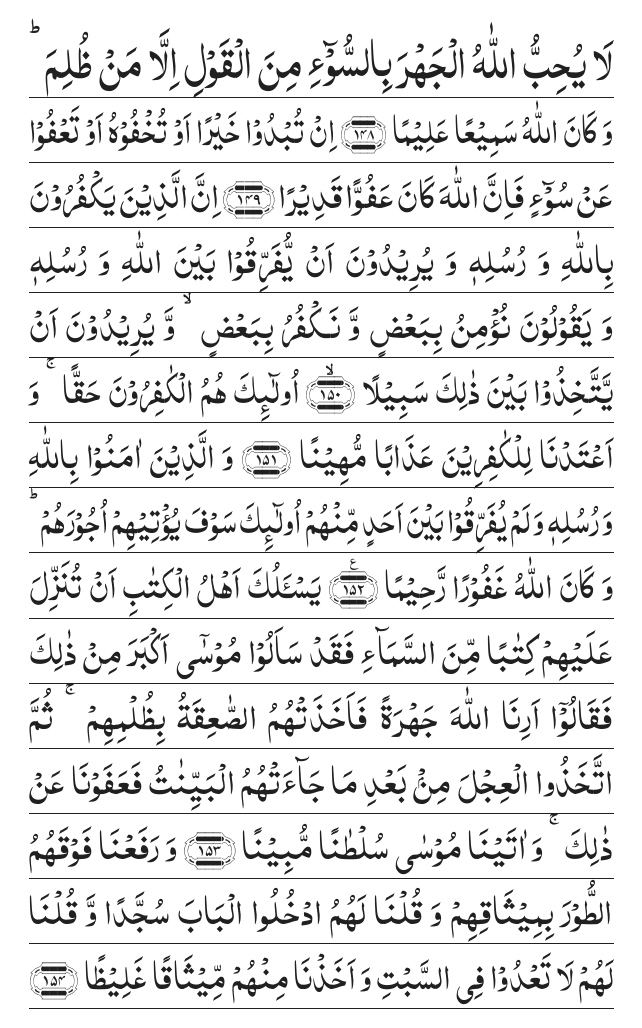 لَا یُحِبُّ اللّٰهُ الْجَهْرَ بِالسُّوْٓءِ مِنَ الْقَوْلِ اِلَّا مَنْ ظُلِمَ ؕ
وَ كَانَ اللّٰهُ سَمِیْعًا عَلِیْمًا ﴿۱۴۸﴾ اِنْ تُبْدُوْا خَیْرًا اَوْ تُخْفُوْهُ اَوْ تَعْفُوْا
عَنْ سُوْٓءٍ فَاِنَّ اللّٰهَ كَانَ عَفُوًّا قَدِیْرًا ﴿۱۴۹﴾ اِنَّ الَّذِیْنَ یَكْفُرُوْنَ
بِاللّٰهِ وَ رُسُلِهٖ وَ یُرِیْدُوْنَ اَنْ یُّفَرِّقُوْا بَیْنَ اللّٰهِ وَ رُسُلِهٖ
وَ یَقُوْلُوْنَ نُؤْمِنُ بِبَعْضٍ وَّ نَكْفُرُ بِبَعْضٍ ۙ وَّ یُرِیْدُوْنَ اَنْ
یَّتَّخِذُوْا بَیْنَ ذٰلِكَ سَبِیْلًا ﴿ۙ۱۵۰﴾ اُولٰٓئِكَ هُمُ الْكٰفِرُوْنَ حَقًّا ۚ وَ
اَعْتَدْنَا لِلْكٰفِرِیْنَ عَذَابًا مُّهِیْنًا ﴿۱۵۱﴾ وَ الَّذِیْنَ اٰمَنُوْا بِاللّٰهِ
وَ رُسُلِهٖ وَ لَمْ یُفَرِّقُوْا بَیْنَ اَحَدٍ مِّنْهُمْ اُولٰٓئِكَ سَوْفَ یُؤْتِیْهِمْ اُجُوْرَهُمْ ؕ
وَ كَانَ اللّٰهُ غَفُوْرًا رَّحِیْمًا ﴿۱۵۲﴾٪ یَسْـَٔلُكَ اَهْلُ الْكِتٰبِ اَنْ تُنَزِّلَ
عَلَیْهِمْ كِتٰبًا مِّنَ السَّمَآءِ فَقَدْ سَاَلُوْا مُوْسٰۤی اَكْبَرَ مِنْ ذٰلِكَ
فَقَالُوْۤا اَرِنَا اللّٰهَ جَهْرَةً فَاَخَذَتْهُمُ الصّٰعِقَةُ بِظُلْمِهِمْ ۚ ثُمَّ
اتَّخَذُوا الْعِجْلَ مِنْۢ بَعْدِ مَا جَآءَتْهُمُ الْبَیِّنٰتُ فَعَفَوْنَا عَنْ
ذٰلِكَ ۚ وَ اٰتَیْنَا مُوْسٰی سُلْطٰنًا مُّبِیْنًا ﴿۱۵۳﴾ وَ رَفَعْنَا فَوْقَهُمُ
الطُّوْرَ بِمِیْثَاقِهِمْ وَ قُلْنَا لَهُمُ ادْخُلُوا الْبَابَ سُجَّدًا وَّ قُلْنَا
لَهُمْ لَا تَعْدُوْا فِی السَّبْتِ وَ اَخَذْنَا مِنْهُمْ مِّیْثَاقًا غَلِیْظًا ﴿۱۵۴﴾